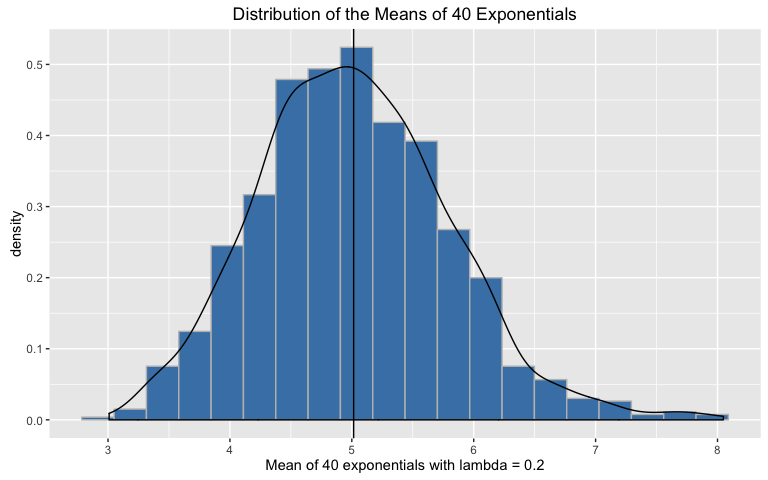 Distribution of the Means of 40 Exponentials
density
0.5
0.4
0.3
0.2
0.1
0.0
3 4 5 6 7 8
Mean of 40 exponentials with lambda = 0.2